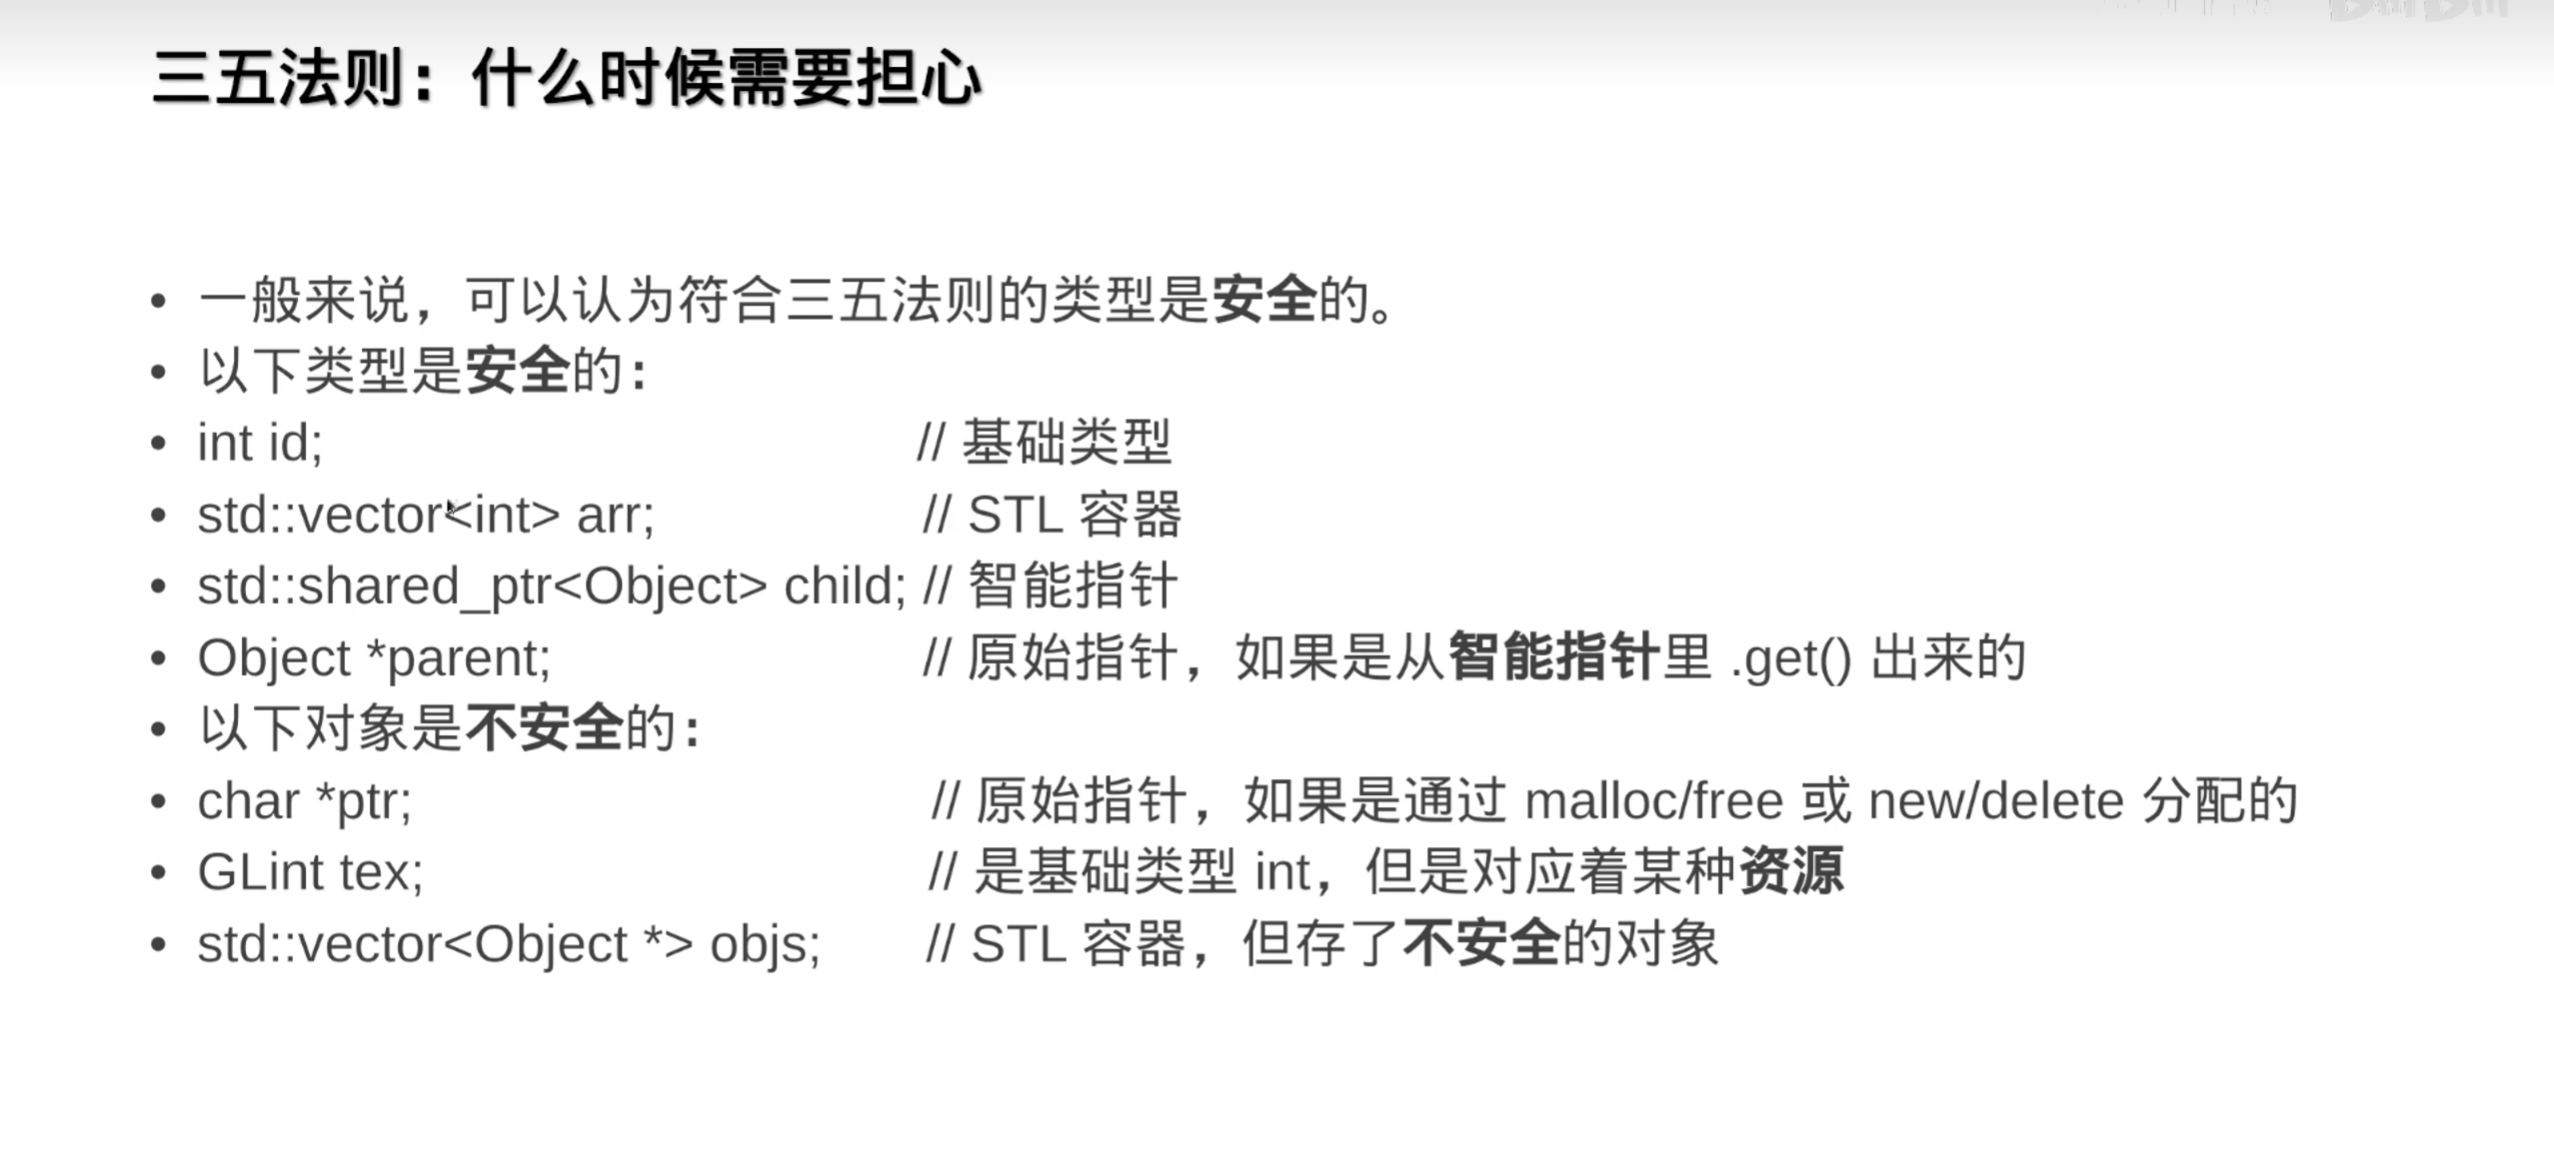 三五法则：什么时候需要担心
• 一般来说，可以认为符合三五法则的类型是安全的。
• 以下类型是安全的：
• int id; // 基础类型
• std::vector<int> arr; // STL 容器
• std::shared_ptr<Object> child; // 智能指针
• Object *parent; // 原始指针，如果是从智能指针里 .get() 出来的
• 以下对象是不安全的：
• char *ptr; // 原始指针，如果是通过 malloc/free 或 new/delete 分配的
• GLint tex; // 是基础类型 int，但是对应着某种资源
• std::vector<Object *> objs; // STL 容器，但存了不安全的对象